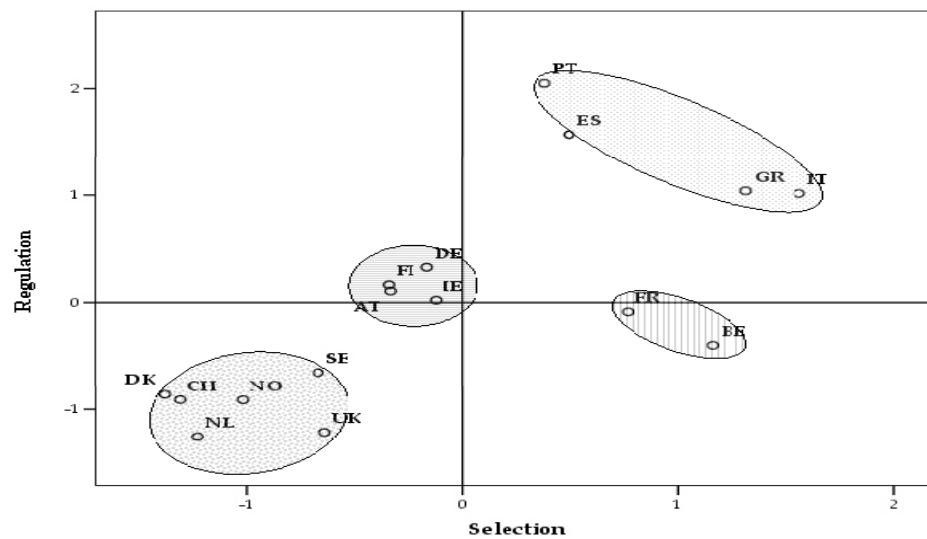 PT
2
ES
GR IT
1
DE
FI
IE
0
AT
FR
BE
SE
DK CH NO
-1
NL UK
Regulation
-1 0 1 2
Selection